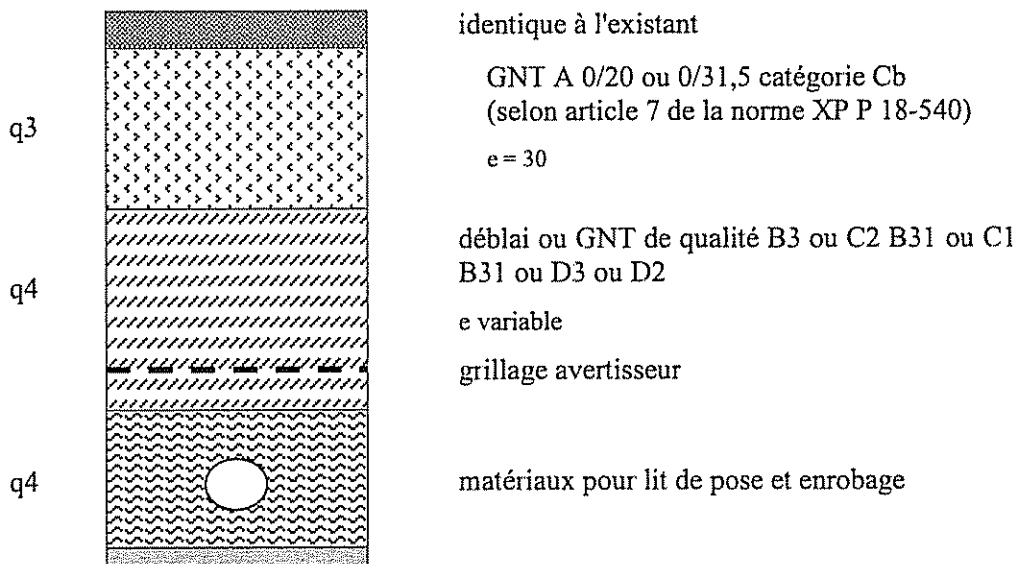 identique à l'existant
GNT A 0/20 ou 0/31,5 catégorie Cb
(selon article 7 de la norme XP P 18-540)
q3
e = 30
déblai ou GNT de qualité B3 ou C2 B31 ou C1
B31 ou D3 ou D2
q4
e variable
grillage avertisseur
q4
matériaux pour lit de pose et enrobage